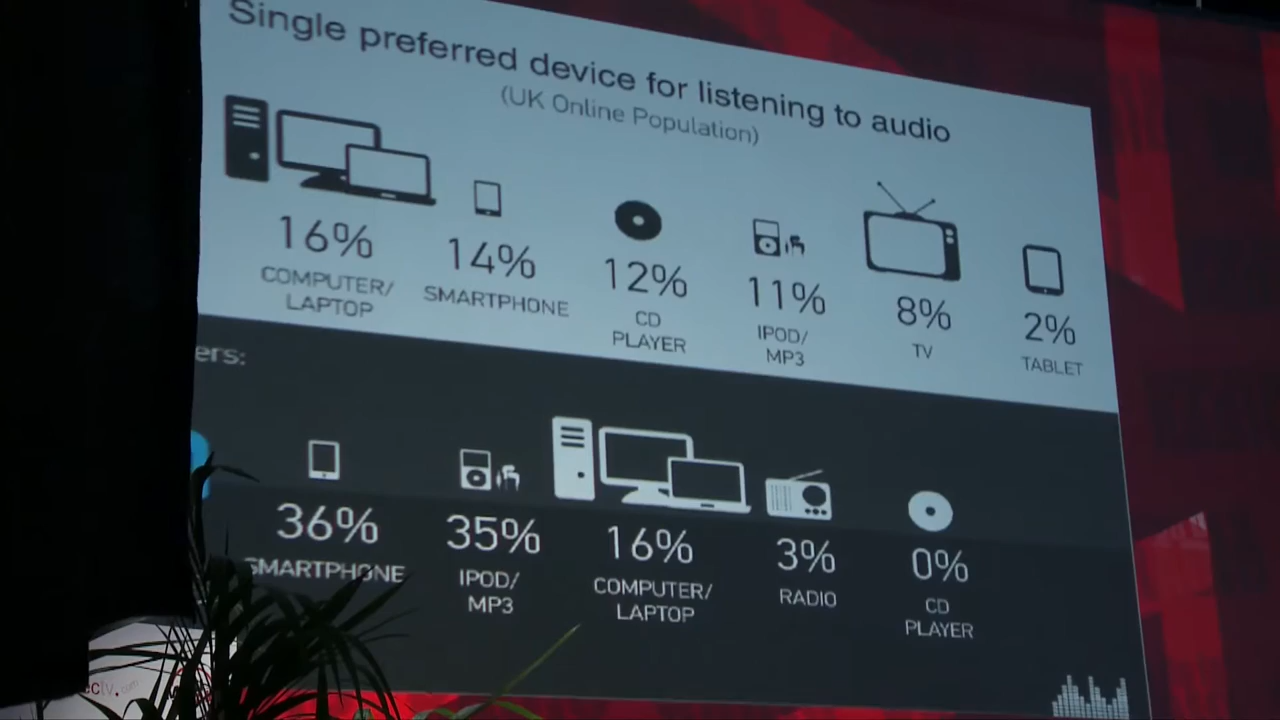 Single preferred device for listening to audio
(UK Online Population)
16%
COMPUTER/
LAPTOP
14%
SMARTPHONE
12%
CD
PLAYER
11%
IPOD/
MP3
8%
TV
2%
TABLET
ers:
36%
SMARTPHONE
35%
IPOD/
MP3
16%
COMPUTER/
LAPTOP
3%
RADIO
0%
CD
PLAYER
ectv.com